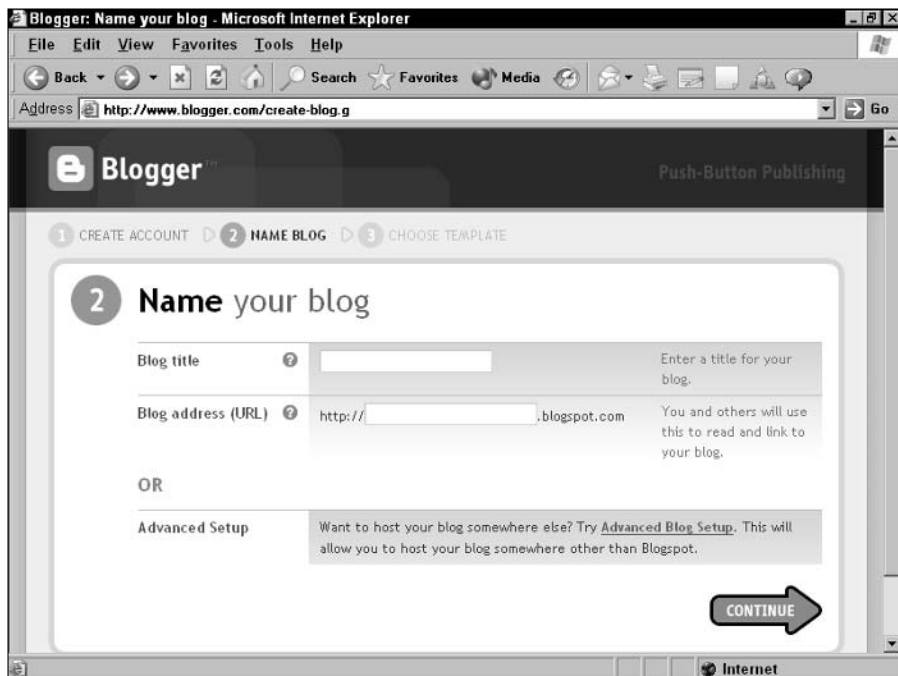 Blogger: Name your blog - Microsoft Internet Explorer
File Edit View Favorites Tools Help
Back Search Favorites Media
Address http://www.blogger.com/create-blog.g Go
Blogger™ Push-Button Publishing
1 CREATE ACCOUNT 2 NAME BLOG 3 CHOOSE TEMPLATE
2 Name your blog
Blog title ? Enter a title for your
blog.
Blog address (URL) ? http:// .blogspot.com You and others will use
this to read and link to
your blog.
OR
Advanced Setup Want to host your blog somewhere else? Try Advanced Blog Setup. This will
allow you to host your blog somewhere other than Blogspot.
CONTINUE
Internet